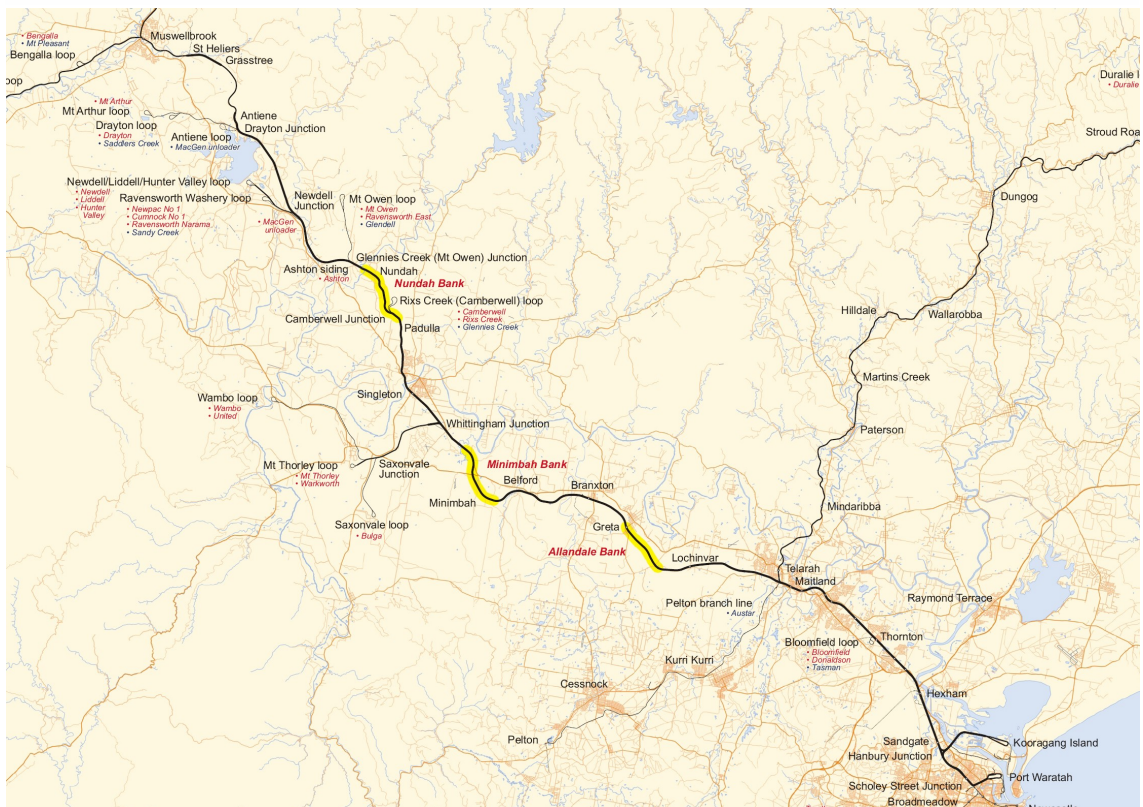 • Bengalla
• Mt Pleasant
Bengalla loop
oop
Muswellbrook
St Heliers
Grasstree
• Mt Arthur
Mt Arthur loop
Drayton loop
• Drayton
• Saddlers Creek
Antiene
Drayton Junction
Antiene loop
• MacGen unloader
Duralie l
• Duralie
Stroud Roa
Newdell/Liddell/Hunter Valley loop
• Newdell
• Liddell
• Hunter
Valley
Ravensworth Washery loop
• Newpac No 1
• Cumnock No 1
• Ravensworth Narama
• Sandy Creek
Newdell
Junction
• MacGen
unloader
Mt Owen loop
• Mt Owen
• Ravensworth East
• Glendell
Dungog
Glennies Creek (Mt Owen) Junction
Ashton siding
• Ashton
Nundah
Nundah Bank
Rixs Creek (Camberwell) loop
• Camberwell
• Rixs Creek
• Glennies Creek
Camberwell Junction
Padulla
Hilldale
Wallarobba
Martins Creek
Singleton
Wambo loop
• Wambo
• United
Whittingham Junction
Paterson
Mt Thorley loop
• Mt Thorley
• Warkworth
Saxonvale
Junction
Minimbah Bank
Belford
Minimbah
Branxton
Saxonvale loop
• Bulga
Greta
Mindaribba
Allandale Bank
Lochinvar
Telarah
Maitland
Pelton branch line
• Austar
Raymond Terrace
Bloomfield loop
• Bloomfield
• Donaldson
• Tasman
Thornton
Kurri Kurri
Cessnock
Hexham
Pelton
Sandgate
Hanbury Junction
Kooragang Island
Port Waratah
Scholey Street Junction
Broadmeadow